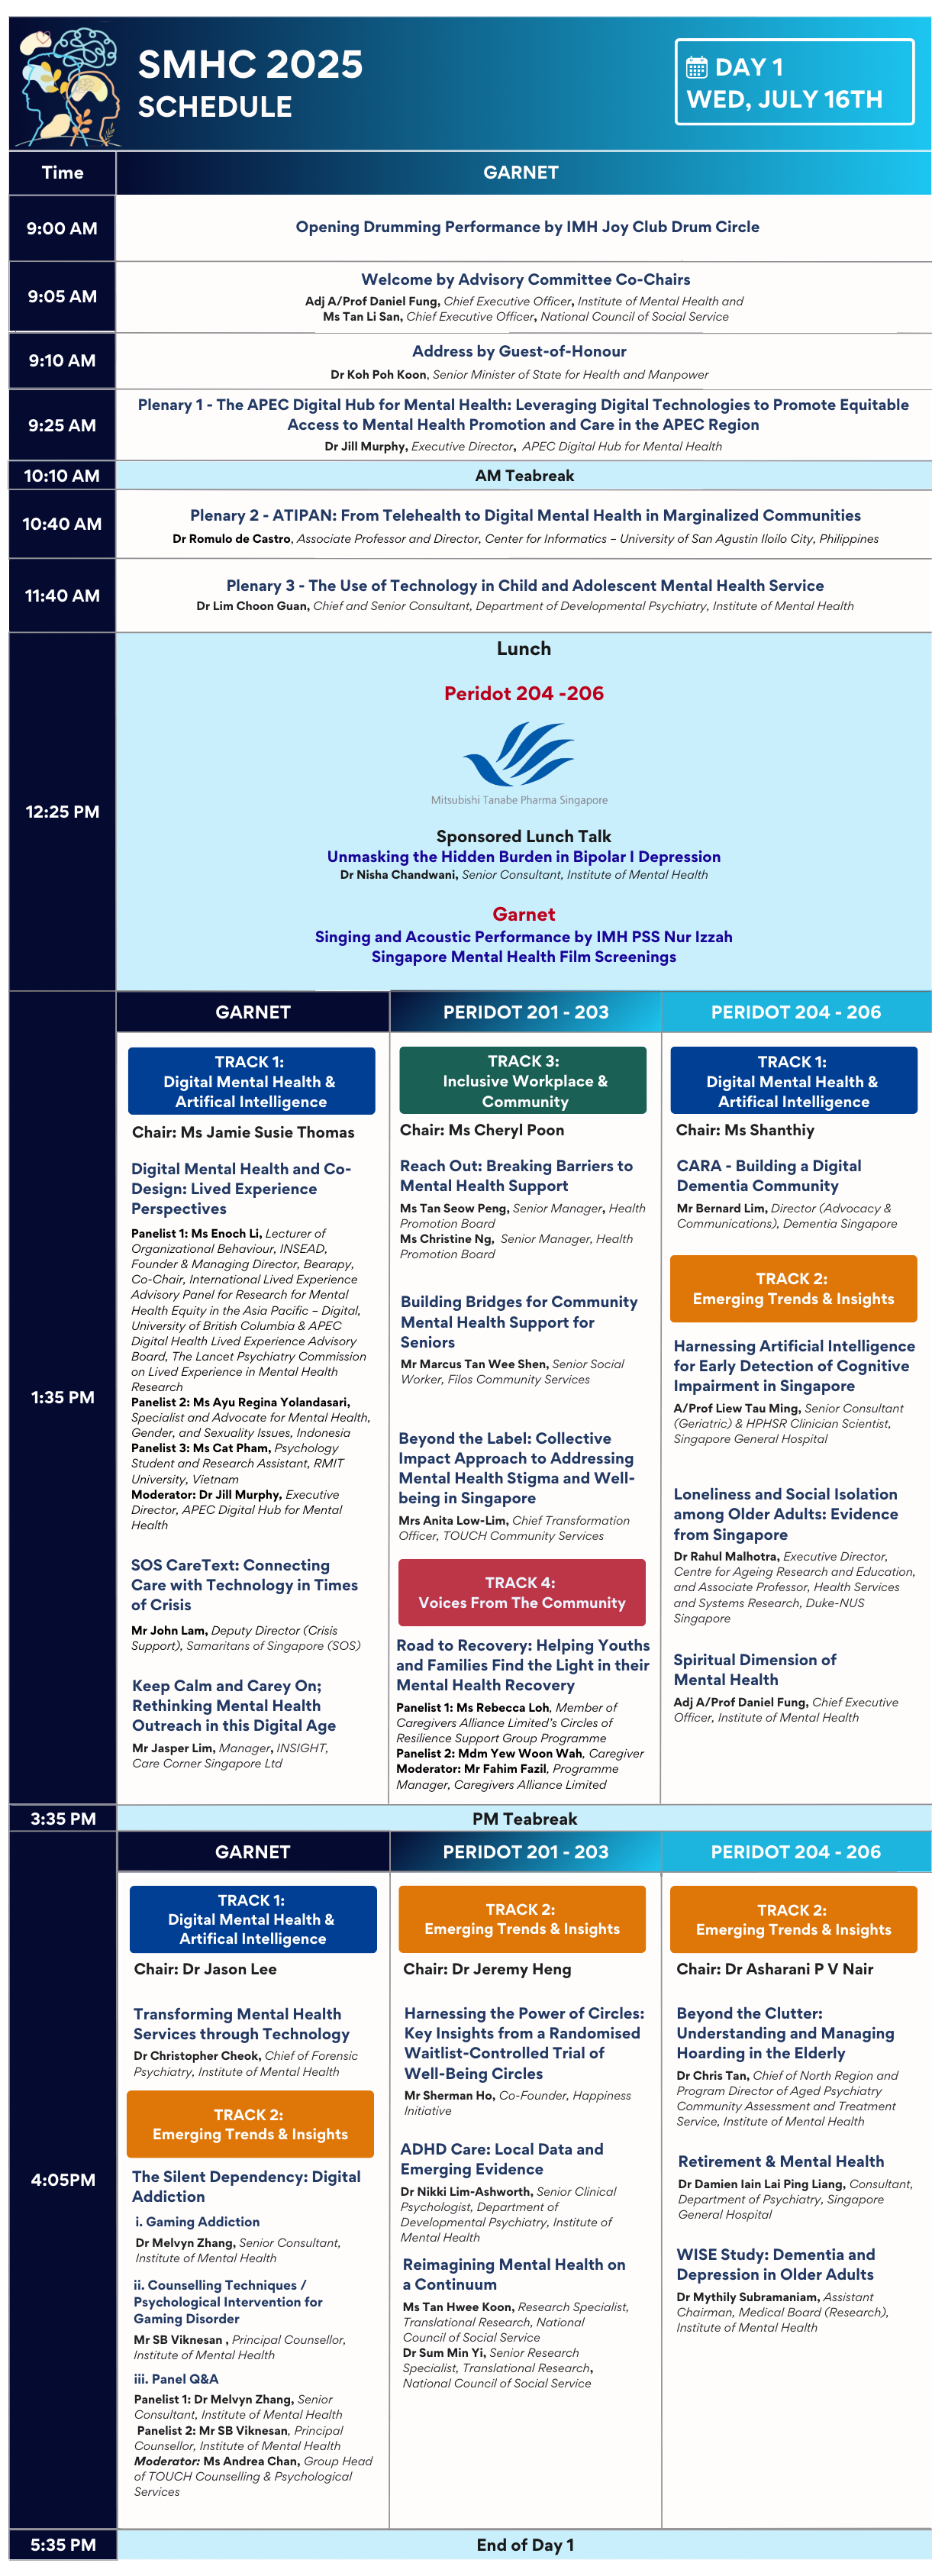 SMHC 2025
SCHEDULE
DAY 1
WED, JULY 16TH
Time
GARNET
9:00 AM
Opening Drumming Performance by IMH Joy Club Drum Circle
9:05 AM
Welcome by Advisory Committee Co-Chairs
Adj A/Prof Daniel Fung, Chief Executive Officer, Institute of Mental Health and
Ms Tan Li San, Chief Executive Officer, National Council of Social Service
9:10 AM
Address by Guest-of-Honour
Dr Koh Poh Koon, Senior Minister of State for Health and Manpower
9:25 AM
Plenary 1 - The APEC Digital Hub for Mental Health: Leveraging Digital Technologies to Promote Equitable
Access to Mental Health Promotion and Care in the APEC Region
Dr Jill Murphy, Executive Director, APEC Digital Hub for Mental Health
10:10 AM
AM Teabreak
10:40 AM
Plenary 2 - ATIPAN: From Telehealth to Digital Mental Health in Marginalized Communities
Dr Romulo de Castro, Associate Professor and Director, Center for Informatics – University of San Agustin Iloilo City, Philippines
11:40 AM
Plenary 3 - The Use of Technology in Child and Adolescent Mental Health Service
Dr Lim Choon Guan, Chief and Senior Consultant, Department of Developmental Psychiatry, Institute of Mental Health
12:25 PM
Lunch
Peridot 204 -206
Mitsubishi Tanabe Pharma Singapore
Sponsored Lunch Talk
Unmasking the Hidden Burden in Bipolar I Depression
Dr Nisha Chandwani, Senior Consultant, Institute of Mental Health
Garnet
Singing and Acoustic Performance by IMH PSS Nur Izzah
Singapore Mental Health Film Screenings
1:35 PM
GARNET
TRACK 1:
Digital Mental Health &
Artifical Intelligence
Chair: Ms Jamie Susie Thomas
Digital Mental Health and Co-
Design: Lived Experience
Perspectives
Panelist 1: Ms Enoch Li, Lecturer of
Organizational Behaviour, INSEAD,
Founder & Managing Director, Bearapy,
Co-Chair, International Lived Experience
Advisory Panel for Research for Mental
Health Equity in the Asia Pacific – Digital,
University of British Columbia & APEC
Digital Health Lived Experience Advisory
Board, The Lancet Psychiatry Commission
on Lived Experience in Mental Health
Research
Panelist 2: Ms Ayu Regina Yolandasari,
Specialist and Advocate for Mental Health,
Gender, and Sexuality Issues, Indonesia
Panelist 3: Ms Cat Pham, Psychology
Student and Research Assistant, RMIT
University, Vietnam
Moderator: Dr Jill Murphy, Executive
Director, APEC Digital Hub for Mental
Health
SOS CareText: Connecting
Care with Technology in Times
of Crisis
Mr John Lam, Deputy Director (Crisis
Support), Samaritans of Singapore (SOS)
Keep Calm and Carey On;
Rethinking Mental Health
Outreach in this Digital Age
Mr Jasper Lim, Manager, INSIGHT,
Care Corner Singapore Ltd
PERIDOT 201 - 203
TRACK 3:
Inclusive Workplace &
Community
Chair: Ms Cheryl Poon
Reach Out: Breaking Barriers to
Mental Health Support
Ms Tan Seow Peng, Senior Manager, Health
Promotion Board
Ms Christine Ng, Senior Manager, Health
Promotion Board
Building Bridges for Community
Mental Health Support for
Seniors
Mr Marcus Tan Wee Shen, Senior Social
Worker, Filos Community Services
Beyond the Label: Collective
Impact Approach to Addressing
Mental Health Stigma and Well-
being in Singapore
Mrs Anita Low-Lim, Chief Transformation
Officer, TOUCH Community Services
TRACK 4:
Voices From The Community
Road to Recovery: Helping Youths
and Families Find the Light in their
Mental Health Recovery
Panelist 1: Ms Rebecca Loh, Member of
Caregivers Alliance Limited's Circles of
Resilience Support Group Programme
Panelist 2: Mdm Yew Woon Wah, Caregiver
Moderator: Mr Fahim Fazil, Programme
Manager, Caregivers Alliance Limited
PERIDOT 204 - 206
TRACK 1:
Digital Mental Health &
Artifical Intelligence
Chair: Ms Shanthiy
CARA - Building a Digital
Dementia Community
Mr Bernard Lim, Director (Advocacy &
Communications), Dementia Singapore
TRACK 2:
Emerging Trends & Insights
Harnessing Artificial Intelligence
for Early Detection of Cognitive
Impairment in Singapore
A/Prof Liew Tau Ming, Senior Consultant
(Geriatric) & HPHSR Clinician Scientist,
Singapore General Hospital
Loneliness and Social Isolation
among Older Adults: Evidence
from Singapore
Dr Rahul Malhotra, Executive Director,
Centre for Ageing Research and Education,
and Associate Professor, Health Services
and Systems Research, Duke-NUS
Singapore
Spiritual Dimension of
Mental Health
Adj A/Prof Daniel Fung, Chief Executive
Officer, Institute of Mental Health
3:35 PM
PM Teabreak
4:05PM
GARNET
TRACK 1:
Digital Mental Health &
Artifical Intelligence
Chair: Dr Jason Lee
Transforming Mental Health
Services through Technology
Dr Christopher Cheok, Chief of Forensic
Psychiatry, Institute of Mental Health
TRACK 2:
Emerging Trends & Insights
The Silent Dependency: Digital
Addiction
i. Gaming Addiction
Dr Melvyn Zhang, Senior Consultant,
Institute of Mental Health
ii. Counselling Techniques /
Psychological Intervention for
Gaming Disorder
Mr SB Viknesan , Principal Counsellor,
Institute of Mental Health
iii. Panel Q&A
Panelist 1: Dr Melvyn Zhang, Senior
Consultant, Institute of Mental Health
Panelist 2: Mr SB Viknesan, Principal
Counsellor, Institute of Mental Health
Moderator: Ms Andrea Chan, Group Head
of TOUCH Counselling & Psychological
Services
PERIDOT 201 - 203
TRACK 2:
Emerging Trends & Insights
Chair: Dr Jeremy Heng
Harnessing the Power of Circles:
Key Insights from a Randomised
Waitlist-Controlled Trial of
Well-Being Circles
Mr Sherman Ho, Co-Founder, Happiness
Initiative
ADHD Care: Local Data and
Emerging Evidence
Dr Nikki Lim-Ashworth, Senior Clinical
Psychologist, Department of
Developmental Psychiatry, Institute of
Mental Health
Reimagining Mental Health on
a Continuum
Ms Tan Hwee Koon, Research Specialist,
Translational Research, National
Council of Social Service
Dr Sum Min Yi, Senior Research
Specialist, Translational Research,
National Council of Social Service
PERIDOT 204 - 206
TRACK 2:
Emerging Trends & Insights
Chair: Dr Asharani P V Nair
Beyond the Clutter:
Understanding and Managing
Hoarding in the Elderly
Dr Chris Tan, Chief of North Region and
Program Director of Aged Psychiatry
Community Assessment and Treatment
Service, Institute of Mental Health
Retirement & Mental Health
Dr Damien Iain Lai Ping Liang, Consultant,
Department of Psychiatry, Singapore
General Hospital
WISE Study: Dementia and
Depression in Older Adults
Dr Mythily Subramaniam, Assistant
Chairman, Medical Board (Research),
Institute of Mental Health
5:35 PM
End of Day 1